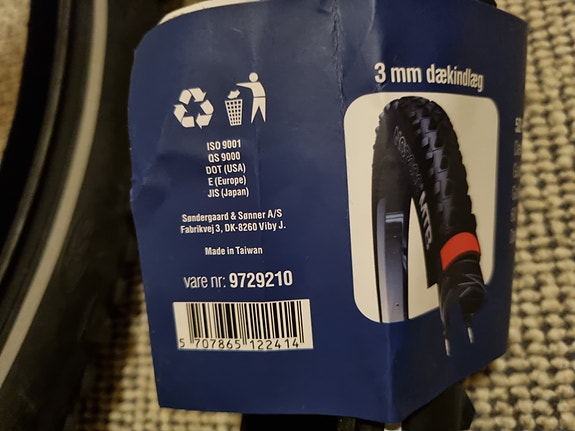 3 mm dækindlæg
ISO 9001
QS 9000
DOT (USA)
E (Europe)
JIS (Japan)
Søndergaard & Sønner A/S
Fabrikvej 3, DK-8260 Viby J.
Made in Taiwan
vare nr: 9729210
5 707865 122414
MTB